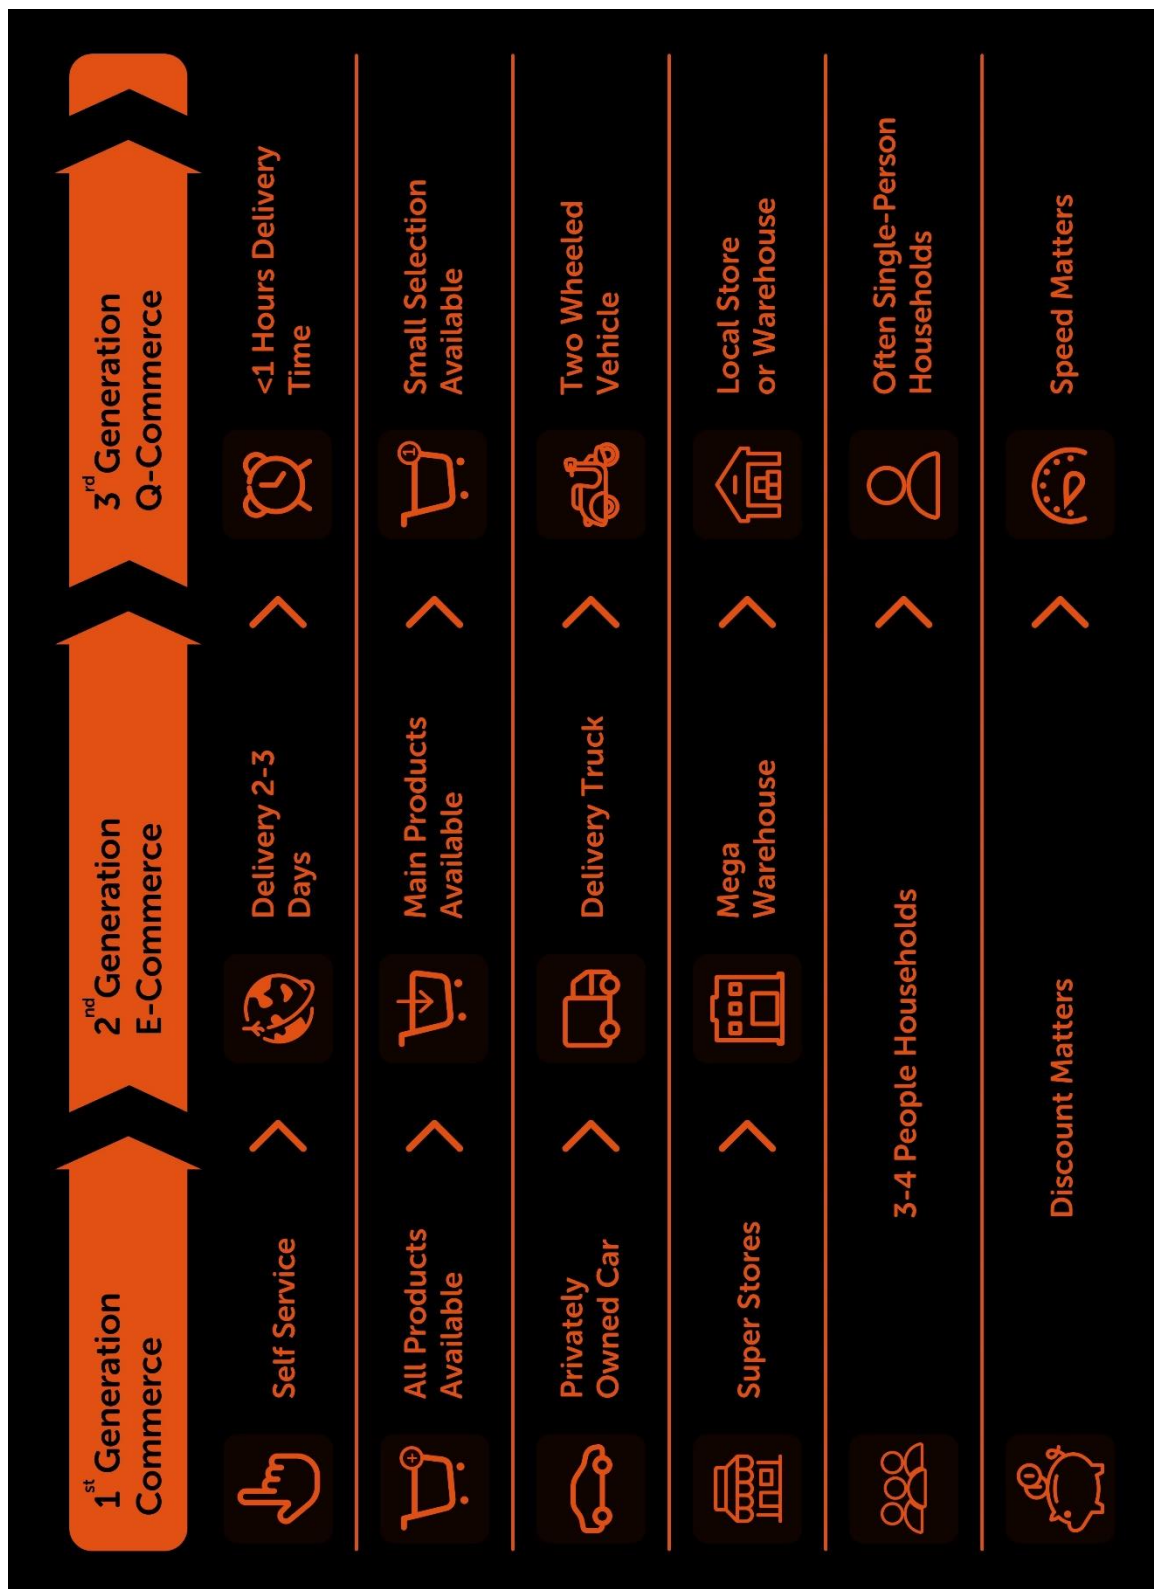 1st Generation
Commerce
2nd Generation
E-Commerce
3rd Generation
Q-Commerce
Self Service
Delivery 2-3
Days
<1 Hours Delivery
Time
All Products
Available
Main Products
Available
Small Selection
Available
Privately
Owned Car
Delivery Truck
Two Wheeled
Vehicle
Super Stores
Mega
Warehouse
Local Store
or Warehouse
3-4 People Households
Often Single-Person
Households
Discount Matters
Speed Matters